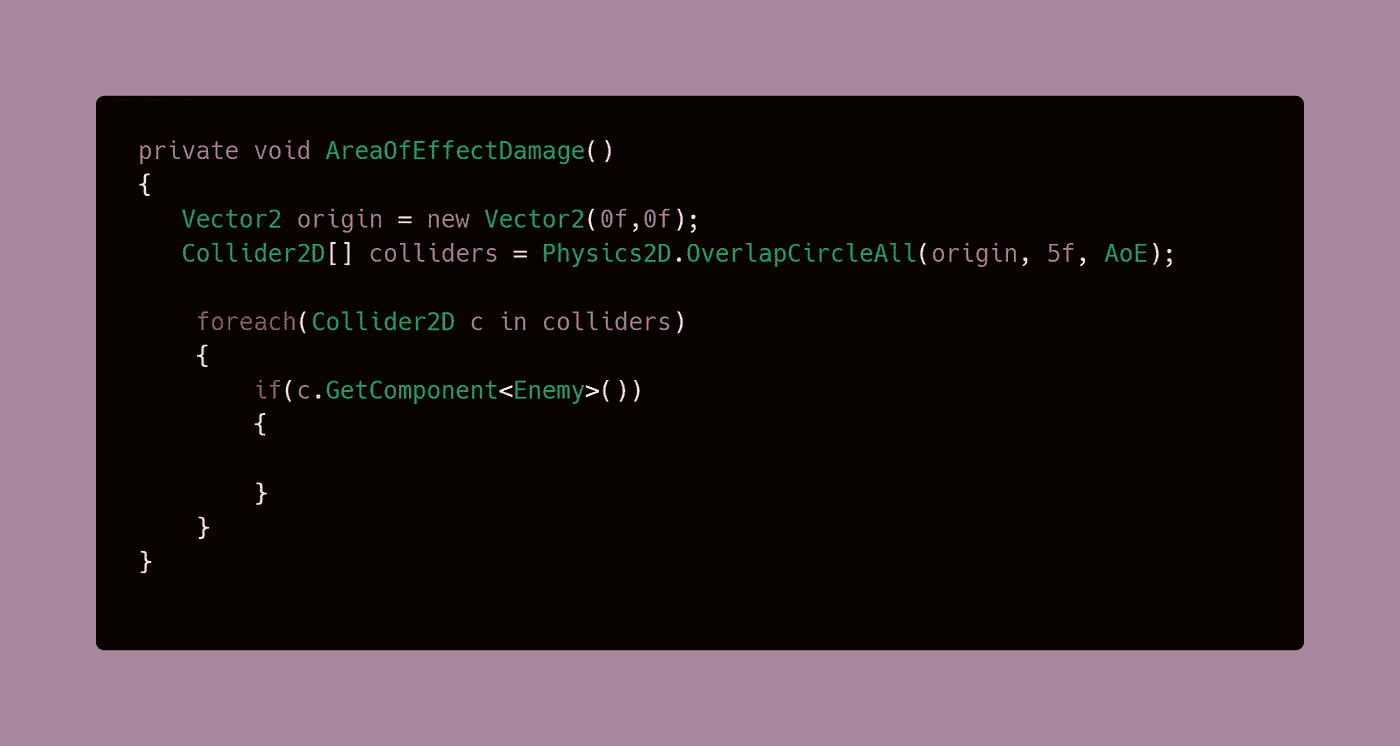 private void AreaOfEffectDamage()
{
Vector2 origin = new Vector2(0f,0f);
Collider2D[] colliders = Physics2D.OverlapCircleAll(origin, 5f, AoE);
foreach(Collider2D c in colliders)
{
if(c.GetComponent<Enemy>())
{
}
}
}